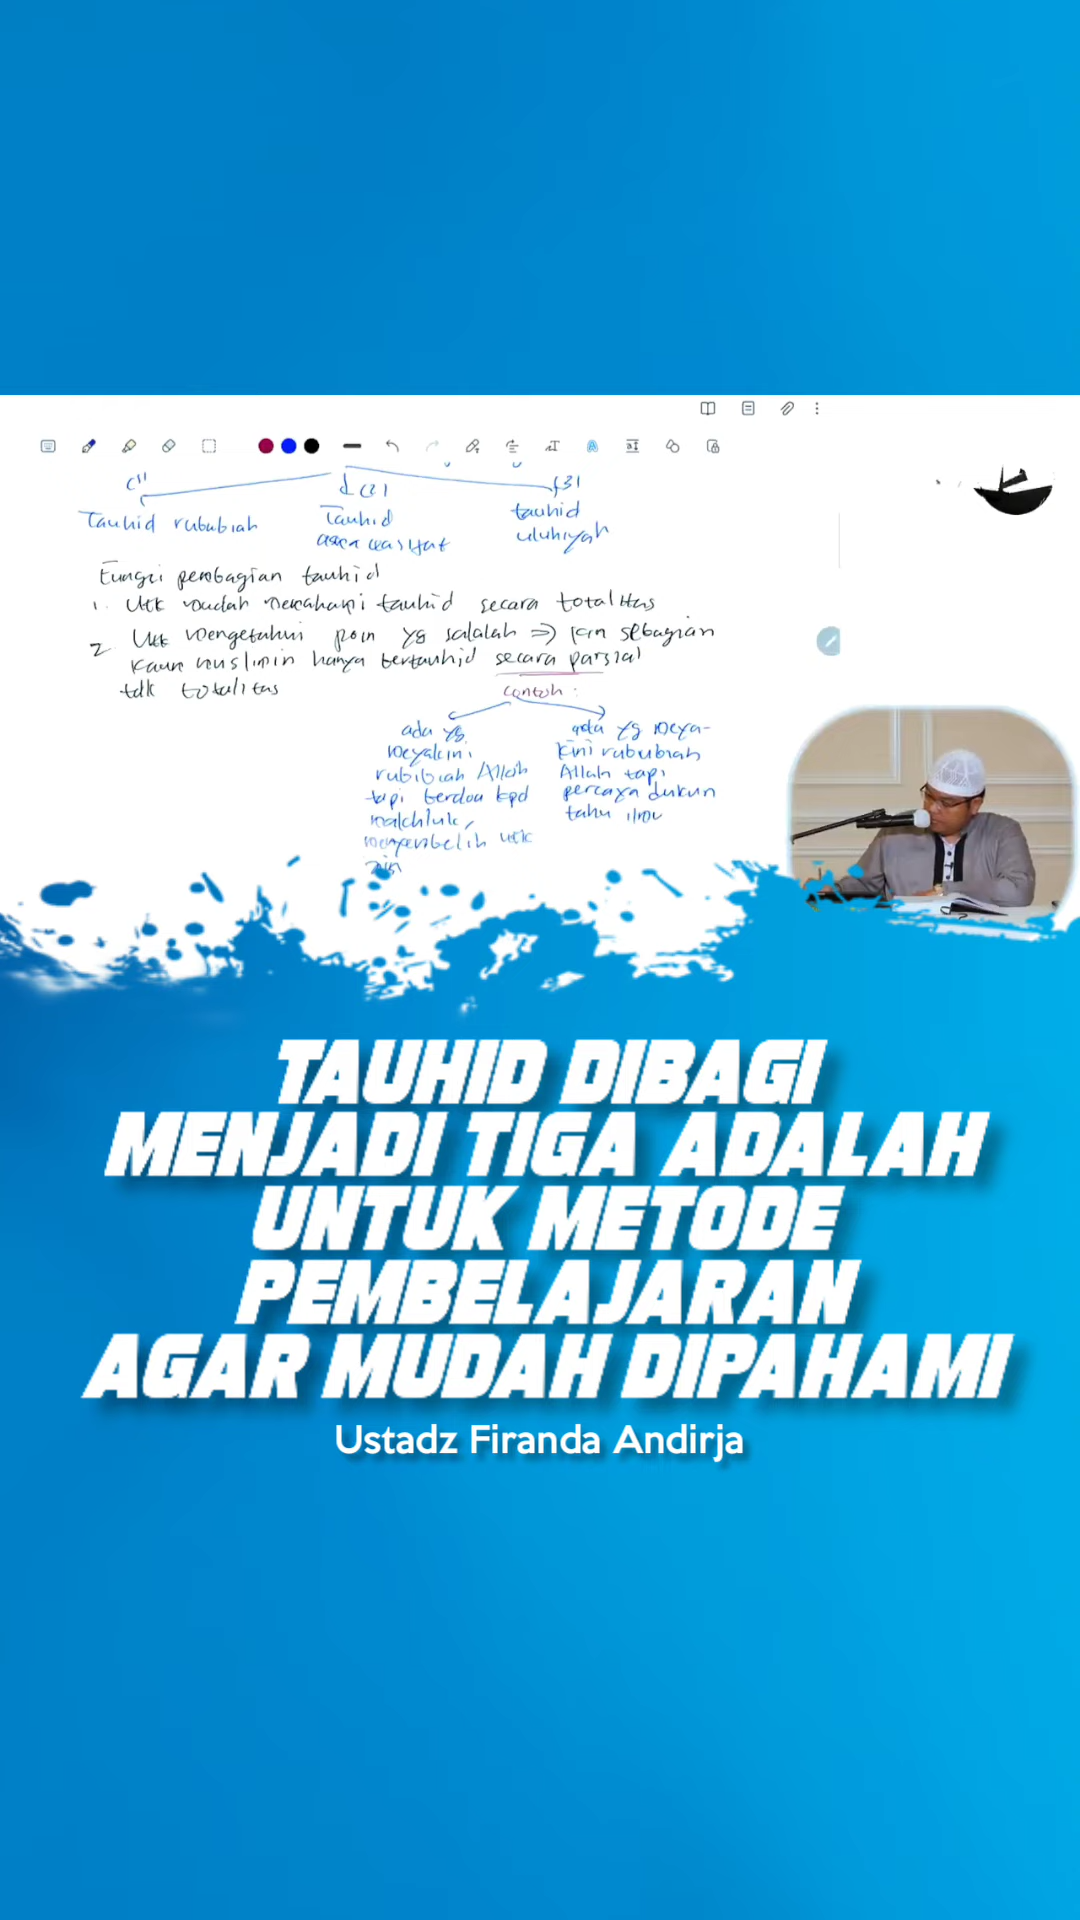 (1)
(2)
(3)
Tauhid rububiah
Tauhid
asma wasifat
tauhid
uluhiyah
Fungsi pembagian tauhid
1. Utk mudah memahami tauhid secara totalitas
2. Utk mengetahui poin yg salalah => krn sebagian
kaum muslimin hanya bertauhid secara parsial
tdk totalitas
contoh :
ada yg
meyakini
rubibiah Allah
tapi berdoa kpd
makhluk,
menyembelih utk
jin
ada yg meya-
kini rububiah
Allah tapi
percaya dukun
tahu ilmu
TAUHID DIBAGI
MENJADI TIGA ADALAH
UNTUK METODE
PEMBELAJARAN
AGAR MUDAH DIPAHAMI
Ustadz Firanda Andirja